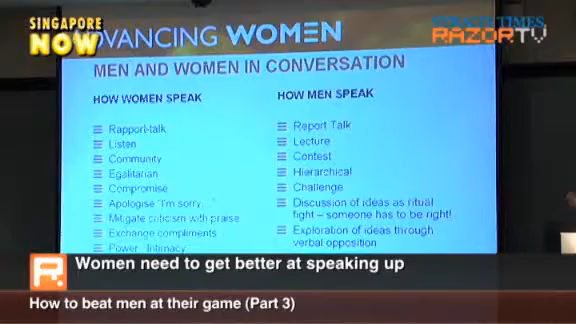 SINGAPORE
NOW
ADVANCING WOMEN
STRAITS TIMES
RAZORTV
MEN AND WOMEN IN CONVERSATION
HOW WOMEN SPEAK
Rapport-talk
Listen
Community
Egalitarian
Compromise
Apologise "I'm sorry..."
Mitigate criticism with praise
Exchange compliments
Power Intimacy
HOW MEN SPEAK
Report Talk
Lecture
Contest
Hierarchical
Challenge
Discussion of ideas as ritual
fight – someone has to be right!
Exploration of ideas through
verbal opposition
R
Women need to get better at speaking up
How to beat men at their game (Part 3)